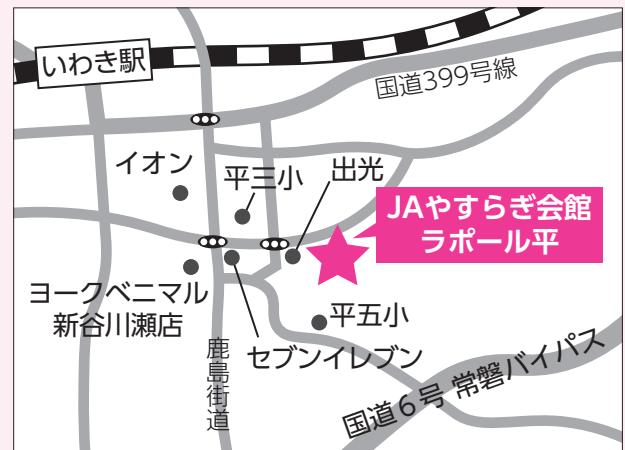 いわき駅
国道399号線
イオン
平三小
出光
JAやすらぎ会館
ラポール平
ヨークベニマル
新谷川瀬店
平五小
セブンイレブン
鹿島街道
国道6号 常磐バイパス